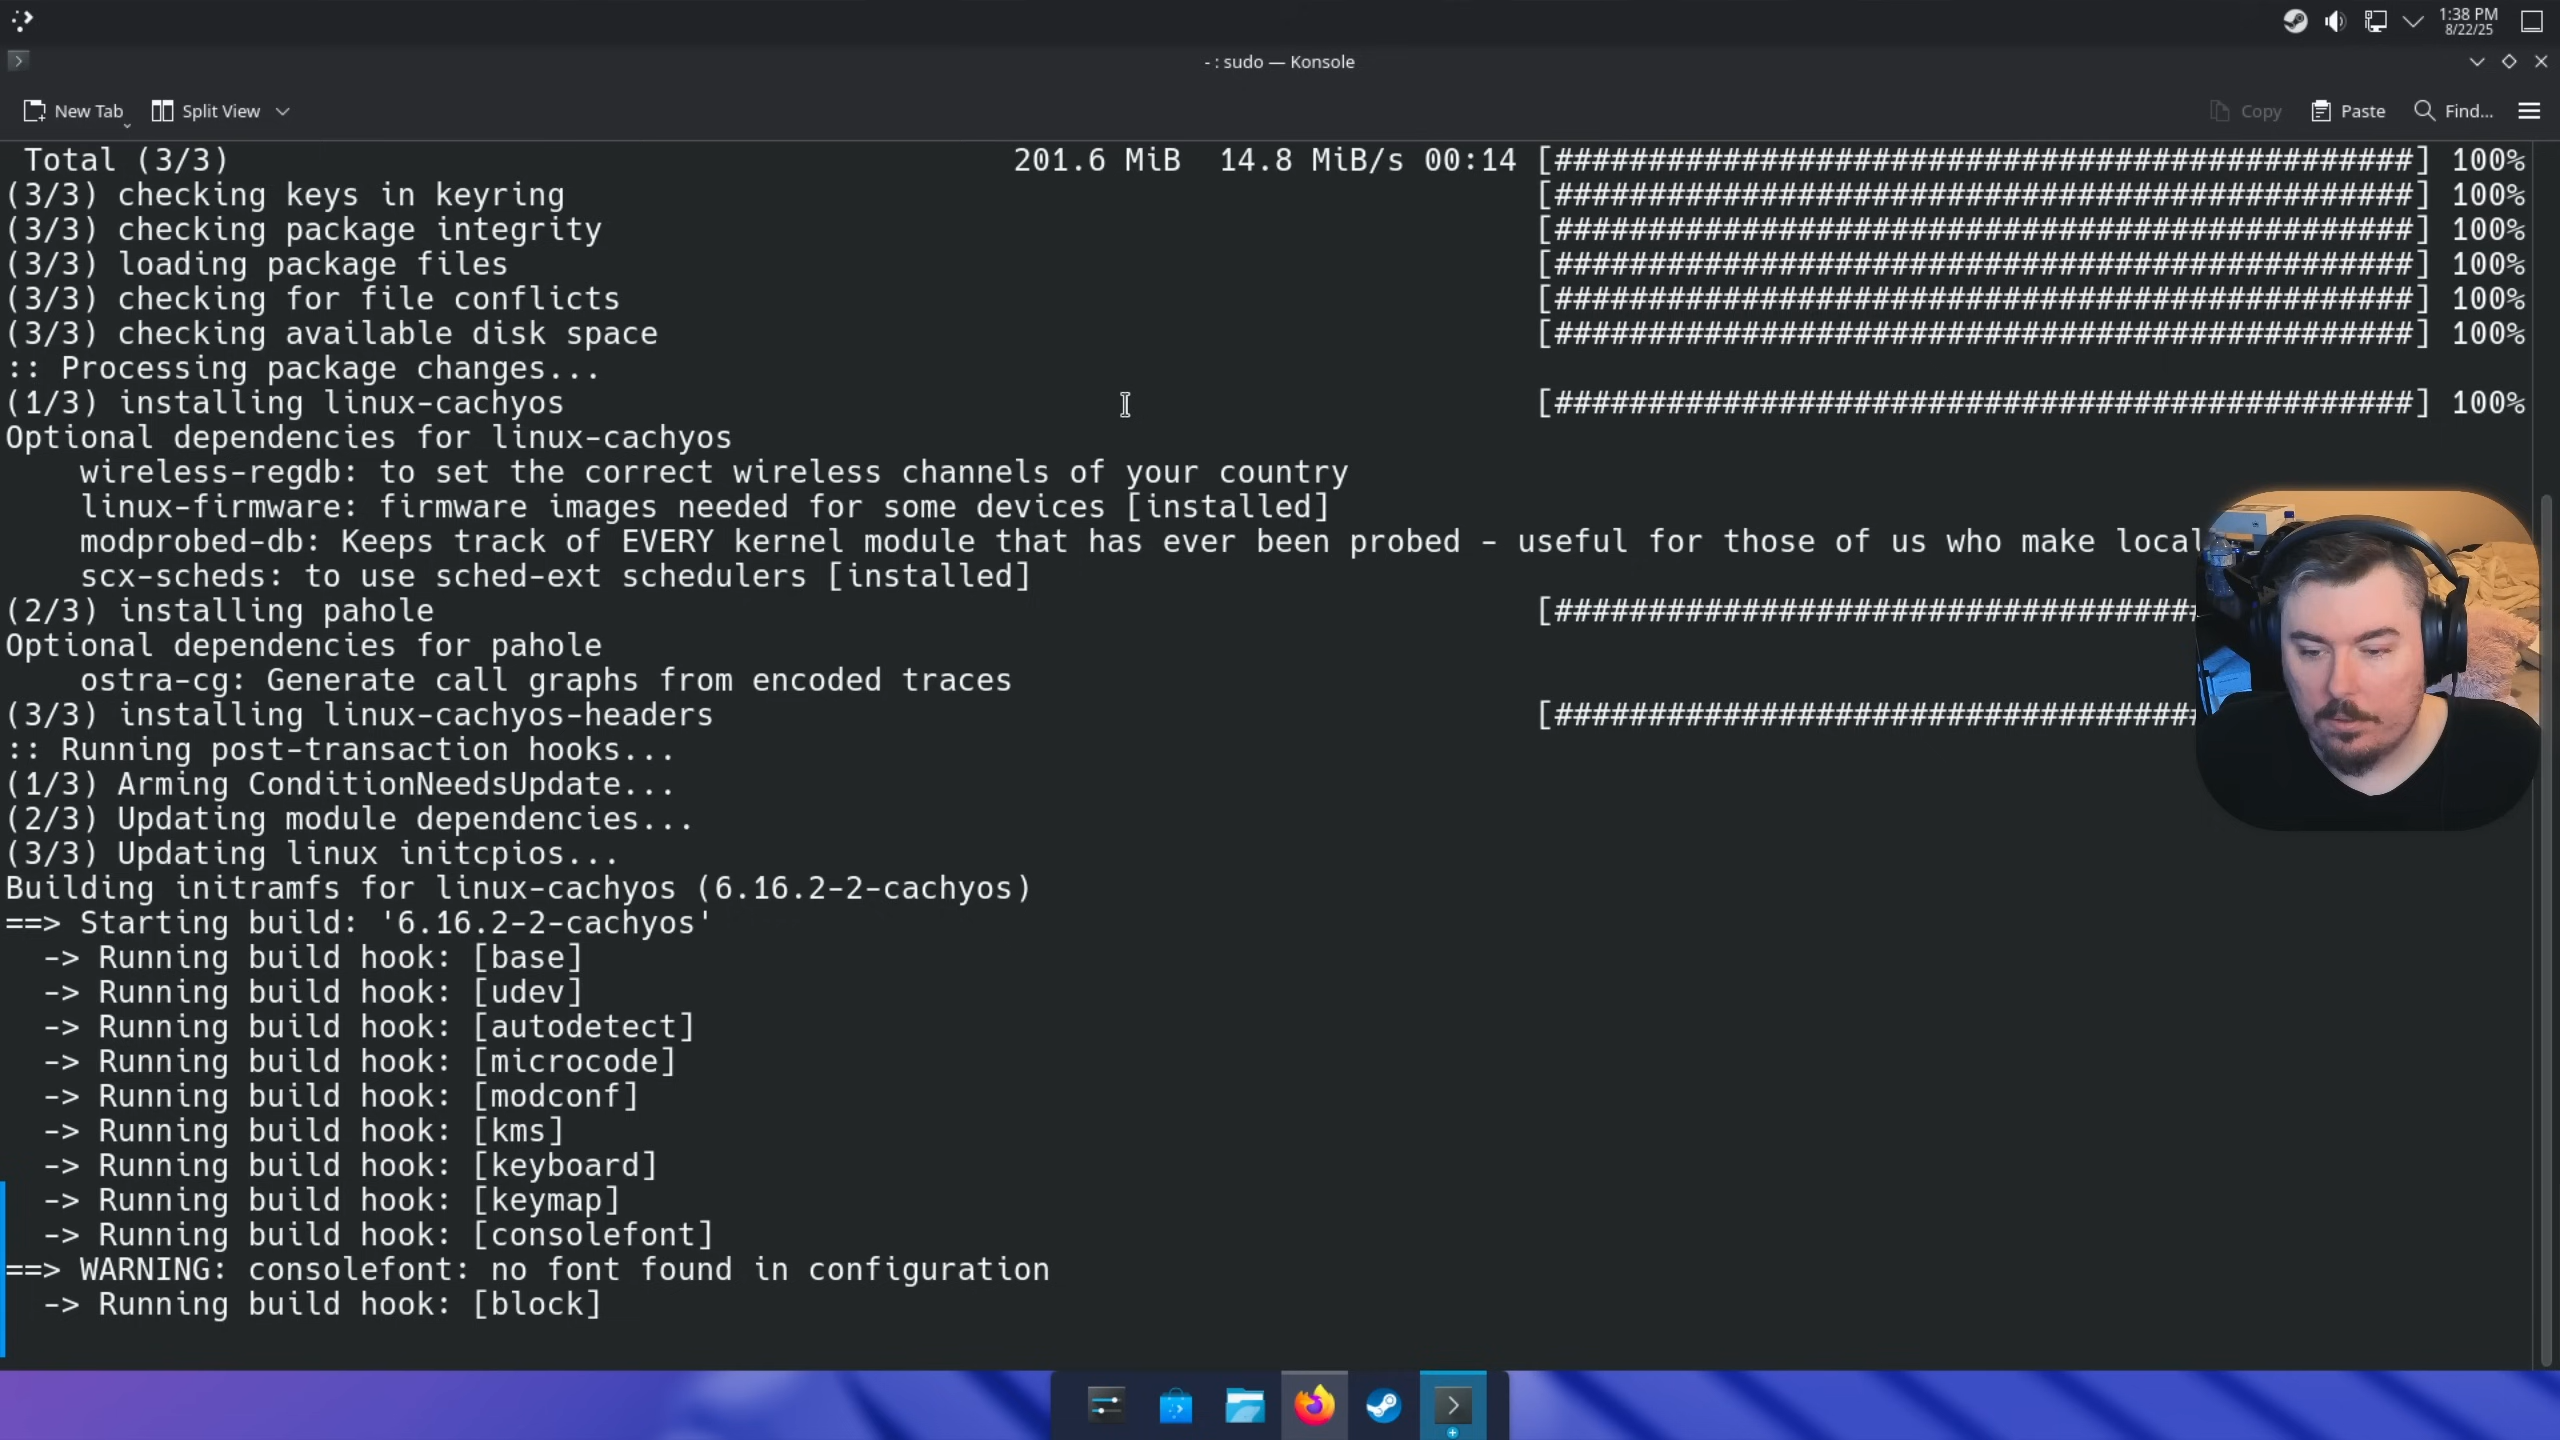 1:38 PM
8/22/25
- : sudo — Konsole
New Tab
Split View
Copy
Paste
Find...
Total (3/3) 201.6 MiB 14.8 MiB/s 00:14 [##############################################] 100%
(3/3) checking keys in keyring [##############################################] 100%
(3/3) checking package integrity [##############################################] 100%
(3/3) loading package files [##############################################] 100%
(3/3) checking for file conflicts [##############################################] 100%
(3/3) checking available disk space [##############################################] 100%
:: Processing package changes...
(1/3) installing linux-cachyos [##############################################] 100%
Optional dependencies for linux-cachyos
wireless-regdb: to set the correct wireless channels of your country
linux-firmware: firmware images needed for some devices [installed]
modprobed-db: Keeps track of EVERY kernel module that has ever been probed - useful for those of us who make local
scx-scheds: to use sched-ext schedulers [installed]
(2/3) installing pahole [##################################
Optional dependencies for pahole
ostra-cg: Generate call graphs from encoded traces
(3/3) installing linux-cachyos-headers [##################################
:: Running post-transaction hooks...
(1/3) Arming ConditionNeedsUpdate...
(2/3) Updating module dependencies...
(3/3) Updating linux initcpios...
Building initramfs for linux-cachyos (6.16.2-2-cachyos)
==> Starting build: '6.16.2-2-cachyos'
-> Running build hook: [base]
-> Running build hook: [udev]
-> Running build hook: [autodetect]
-> Running build hook: [microcode]
-> Running build hook: [modconf]
-> Running build hook: [kms]
-> Running build hook: [keyboard]
-> Running build hook: [keymap]
-> Running build hook: [consolefont]
==> WARNING: consolefont: no font found in configuration
-> Running build hook: [block]